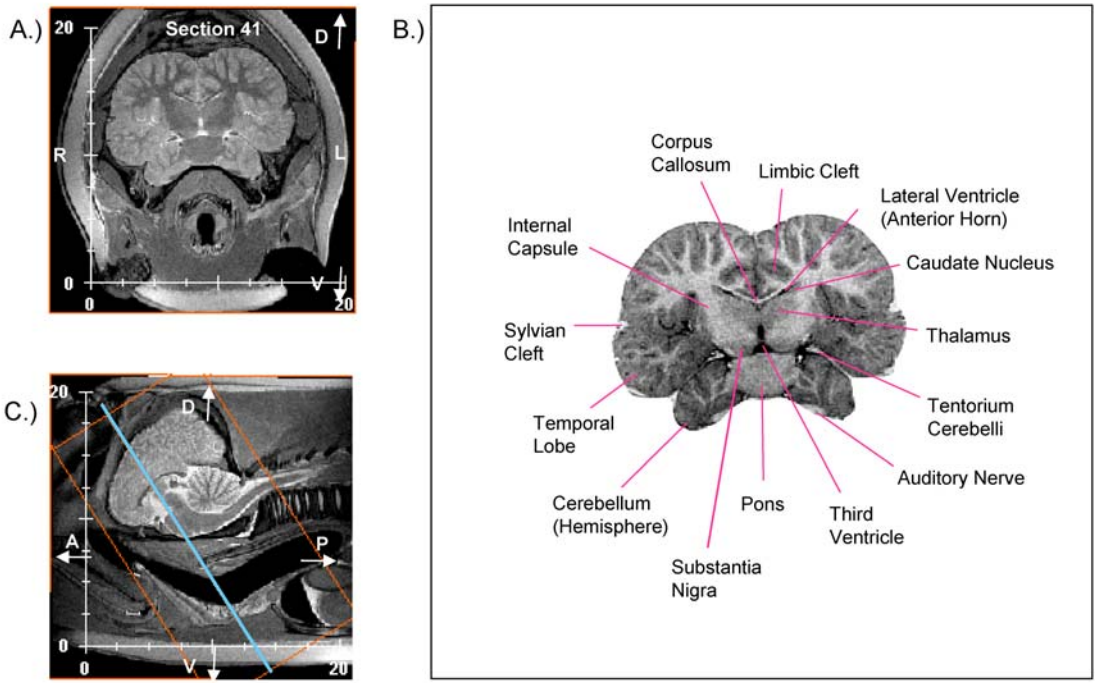 A.)
20
Section 41
D
R
L
0
V
0
20
B.)
Corpus
Callosum
Limbic Cleft
Lateral Ventricle
(Anterior Horn)
Internal
Capsule
Caudate Nucleus
Sylvian
Cleft
Thalamus
Temporal
Lobe
Tentorium
Cerebelli
Auditory Nerve
Cerebellum
(Hemisphere)
Pons
Third
Ventricle
Substantia
Nigra
C.)
20
D
A
P
0
V
0
20